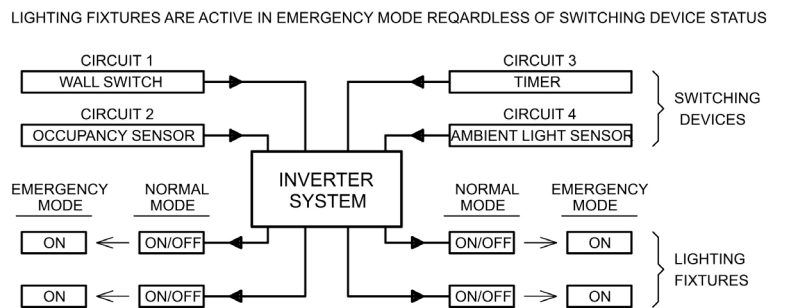 LIGHTING FIXTURES ARE ACTIVE IN EMERGENCY MODE REQARDLESS OF SWITCHING DEVICE STATUS
CIRCUIT 1
WALL SWITCH
CIRCUIT 2
OCCUPANCY SENSOR
CIRCUIT 3
TIMER
CIRCUIT 4
AMBIENT LIGHT SENSOR
SWITCHING
DEVICES
INVERTER
SYSTEM
EMERGENCY
MODE
NORMAL
MODE
NORMAL
MODE
EMERGENCY
MODE
ON
ON/OFF
ON/OFF
ON
ON
ON/OFF
ON/OFF
ON
LIGHTING
FIXTURES